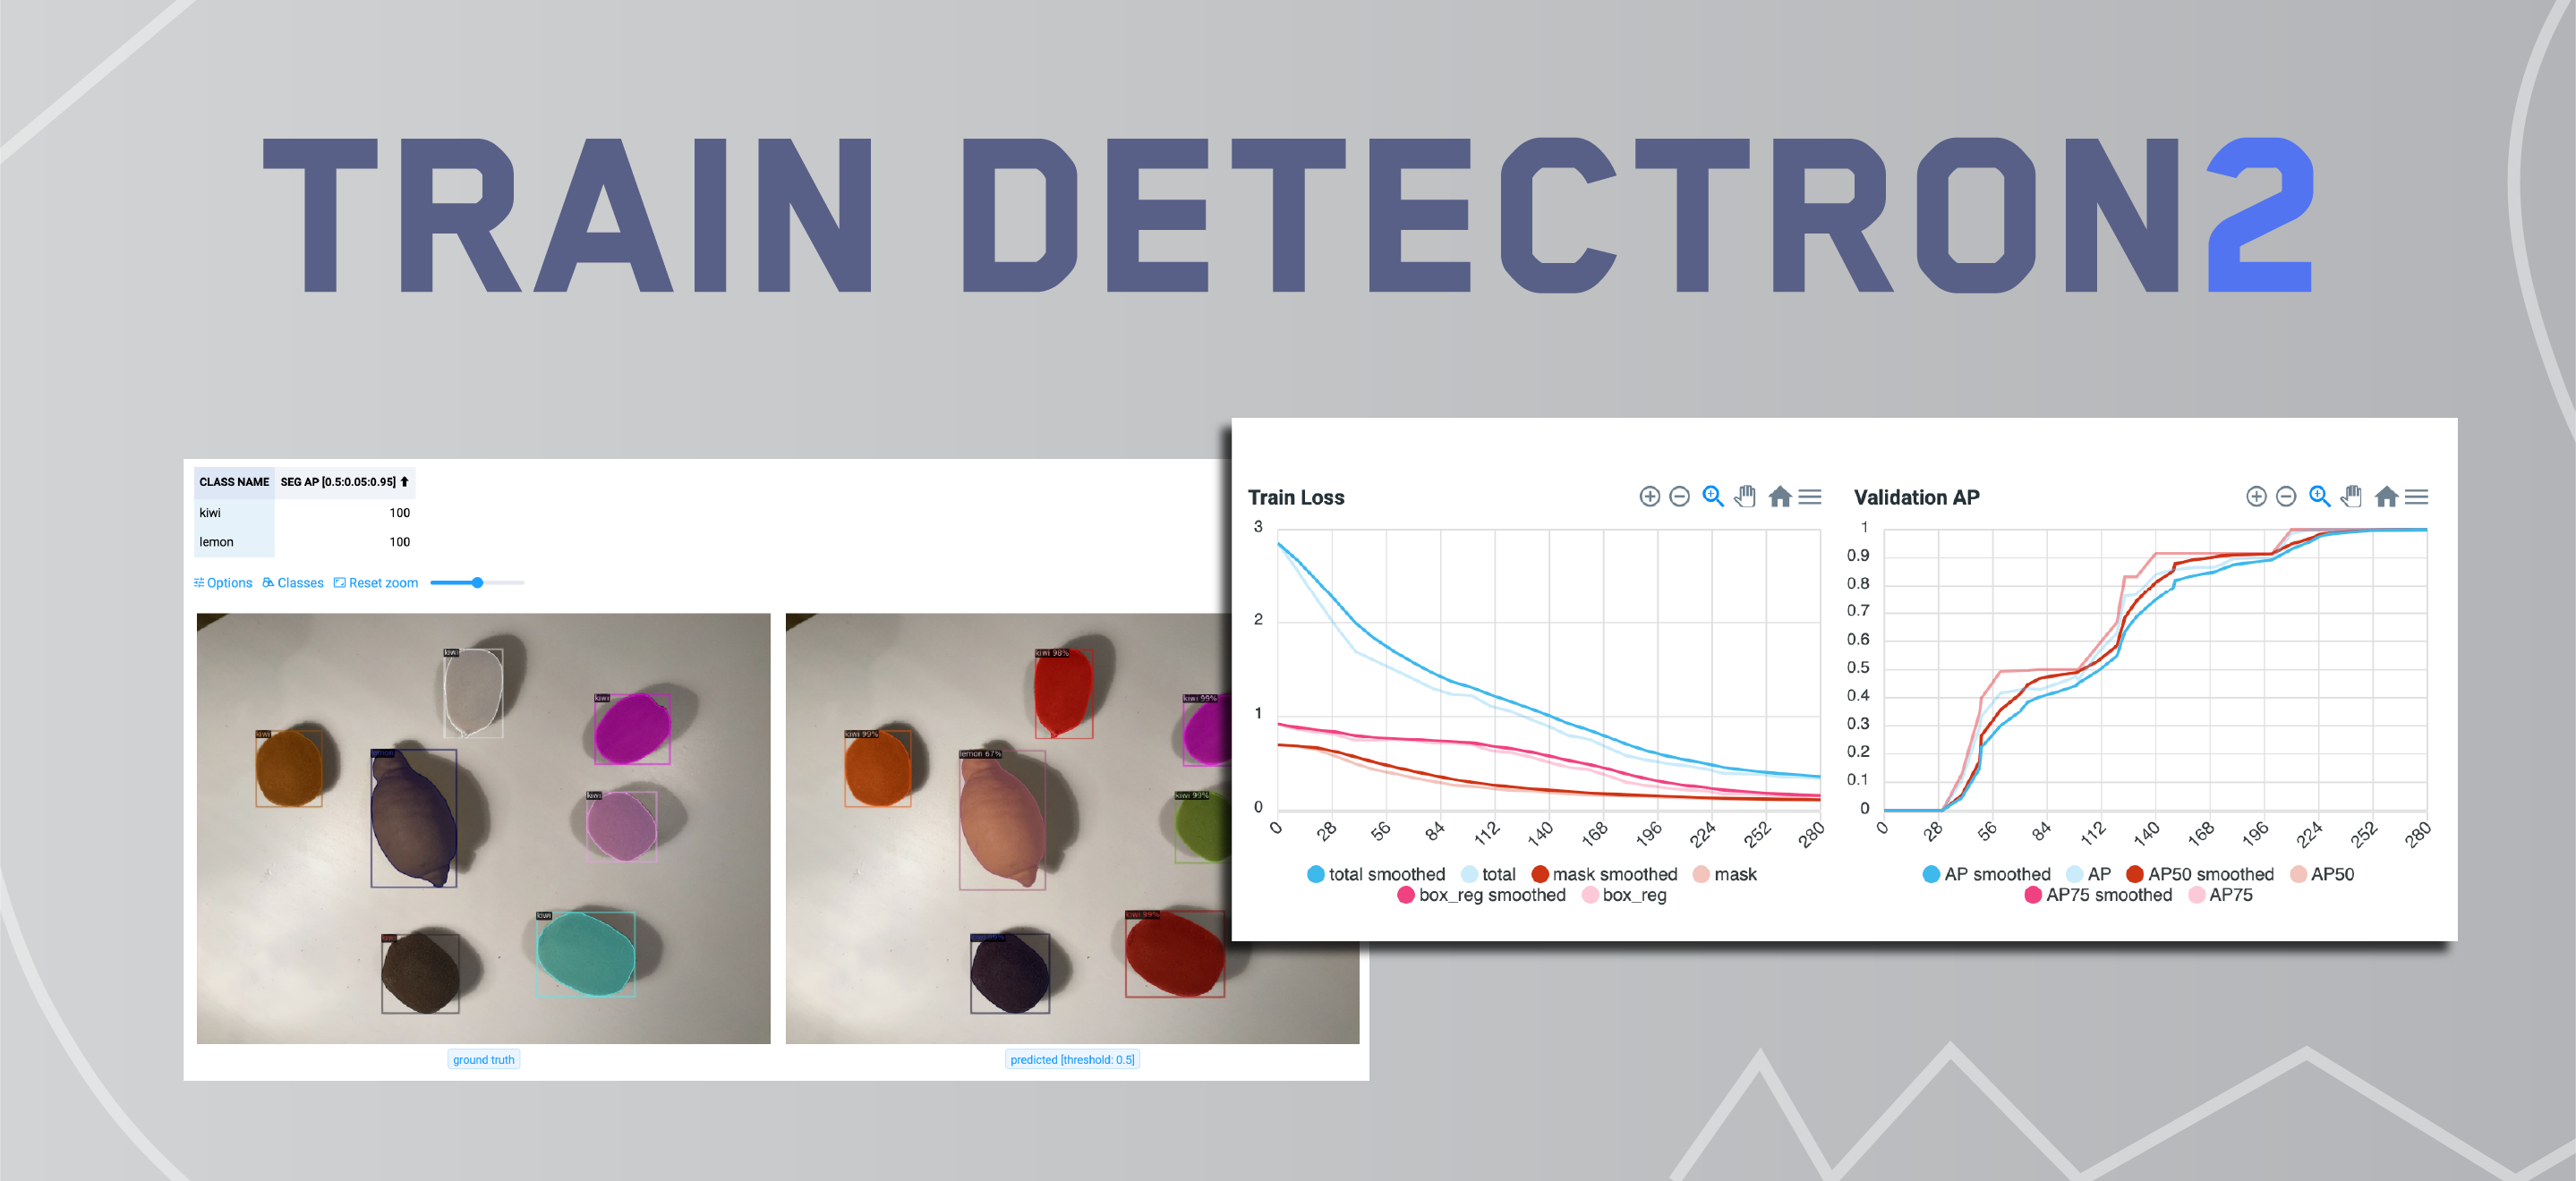 TRAIN DETECTRON2
CLASS NAME SEG AP [0.5:0.05:0.95]
kiwi 100
lemon 100
Options Classes Reset zoom
kiwi
kiwi
kiwi
lemon
kiwi
kiwi
kiwi
ground truth
kiwi 98%
kiwi 99%
kiwi 99%
lemon 67%
kiwi 99%
kiwi 99%
predicted [threshold: 0.5]
Train Loss
3
2
1
0
0 28 56 84 112 140 168 196 224 252 280
total smoothed total mask smoothed mask
box_reg smoothed box_reg
Validation AP
1
0.9
0.8
0.7
0.6
0.5
0.4
0.3
0.2
0.1
0
0 28 56 84 112 140 168 196 224 252 280
AP smoothed AP AP50 smoothed AP50
AP75 smoothed AP75